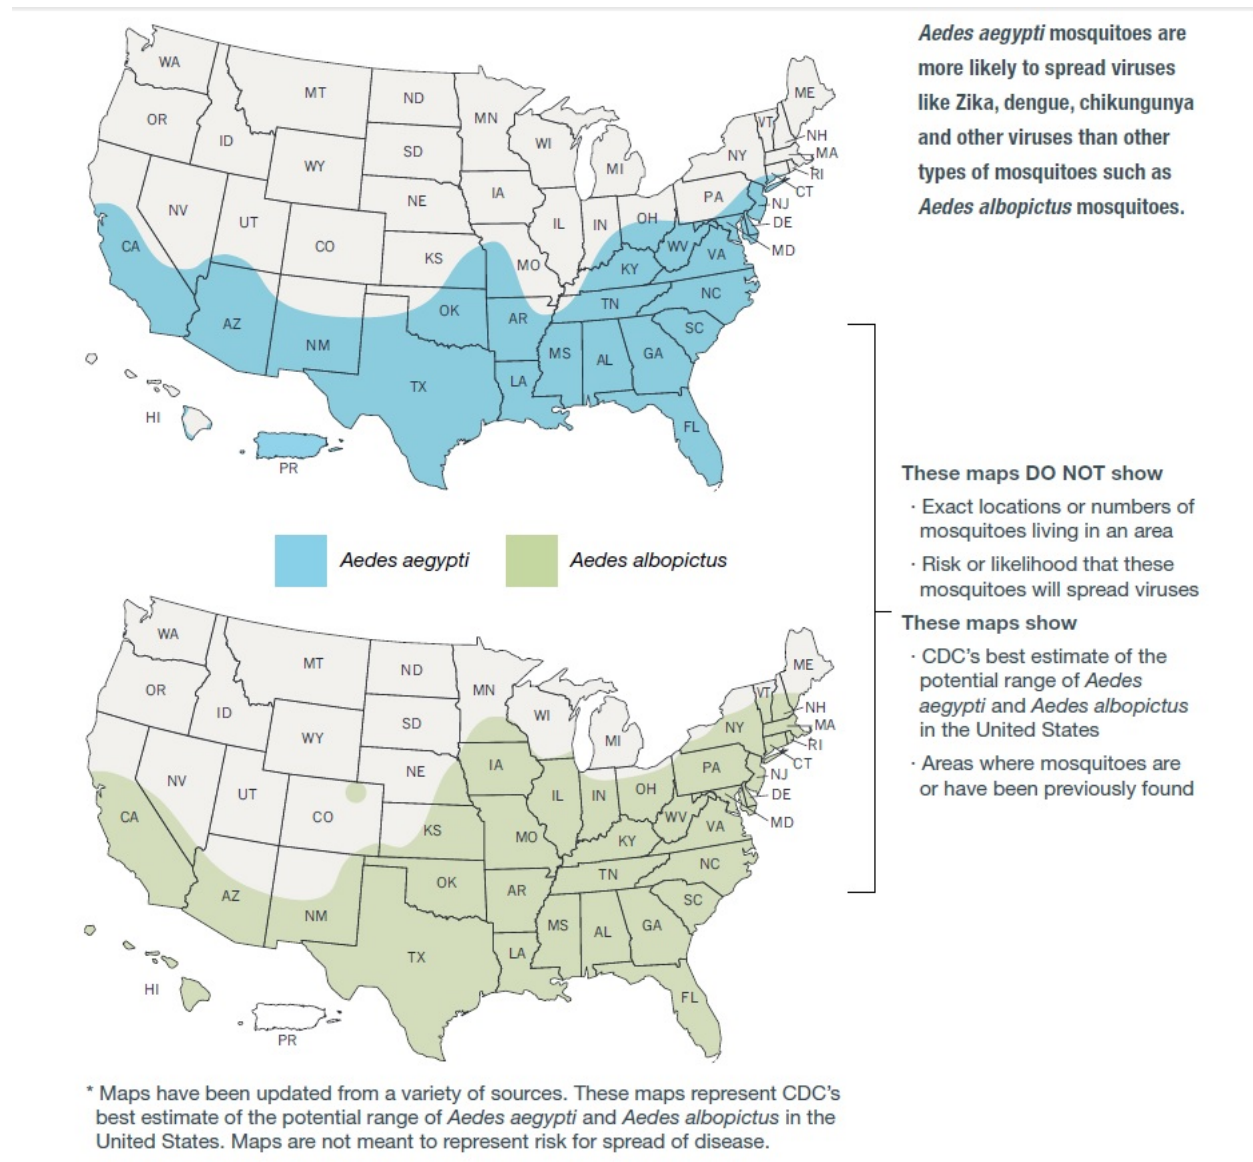 Aedes aegypti mosquitoes are
more likely to spread viruses
like Zika, dengue, chikungunya
and other viruses than other
types of mosquitoes such as
Aedes albopictus mosquitoes.
WA
MT
ND
MN
ME
OR
ID
WY
SD
WI
MI
NY
VT
NH
MA
RI
CT
NV
UT
CO
NE
IA
IL
IN
OH
PA
NJ
DE
MD
CA
KS
MO
KY
WV
VA
AZ
NM
OK
AR
TN
NC
SC
TX
LA
MS
AL
GA
FL
HI
PR
Aedes aegypti
Aedes albopictus
WA
MT
ND
MN
ME
OR
ID
WY
SD
WI
MI
NY
VT
NH
MA
RI
CT
NV
UT
CO
NE
IA
IL
IN
OH
PA
NJ
DE
MD
CA
KS
MO
KY
WV
VA
AZ
NM
OK
AR
TN
NC
SC
TX
LA
MS
AL
GA
FL
HI
PR
These maps DO NOT show
· Exact locations or numbers of
mosquitoes living in an area
· Risk or likelihood that these
mosquitoes will spread viruses
These maps show
· CDC's best estimate of the
potential range of Aedes
aegypti and Aedes albopictus
in the United States
· Areas where mosquitoes are
or have been previously found
* Maps have been updated from a variety of sources. These maps represent CDC's
best estimate of the potential range of Aedes aegypti and Aedes albopictus in the
United States. Maps are not meant to represent risk for spread of disease.